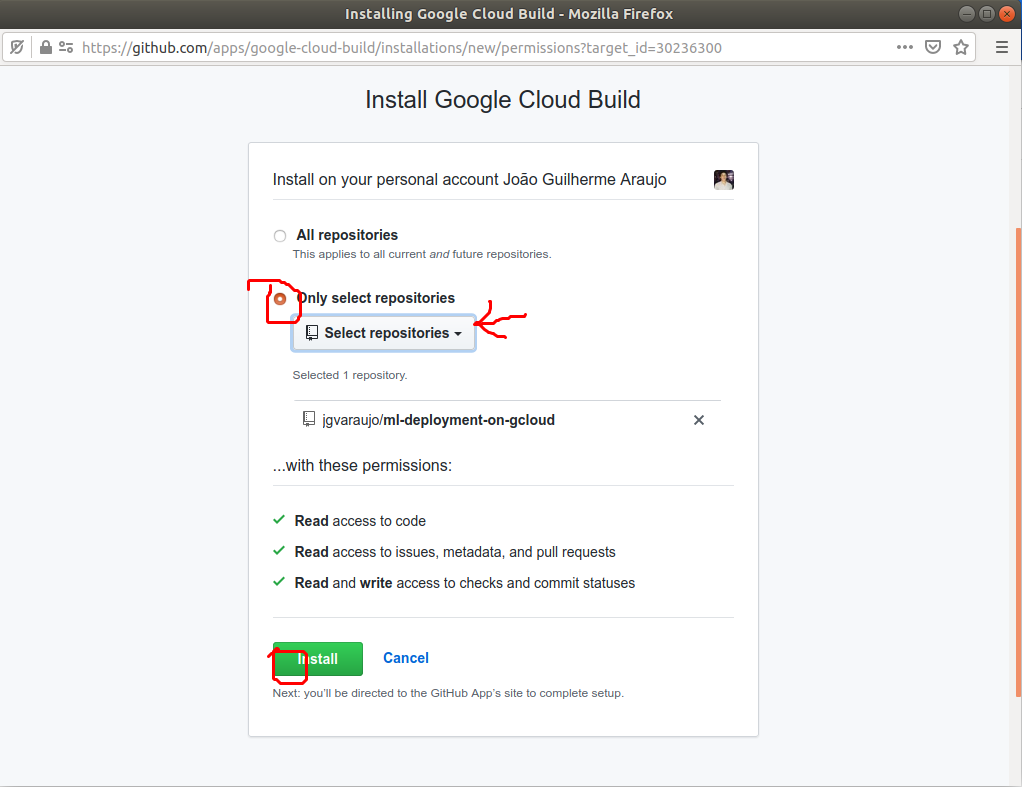 Installing Google Cloud Build - Mozilla Firefox
https://github.com/apps/google-cloud-build/installations/new/permissions?target_id=30236300
Install Google Cloud Build
Install on your personal account João Guilherme Araujo
All repositories
This applies to all current and future repositories.
Only select repositories
Select repositories
Selected 1 repository.
jgvaraujo/ml-deployment-on-gcloud
...with these permissions:
Read access to code
Read access to issues, metadata, and pull requests
Read and write access to checks and commit statuses
Install Cancel
Next: you'll be directed to the GitHub App's site to complete setup.